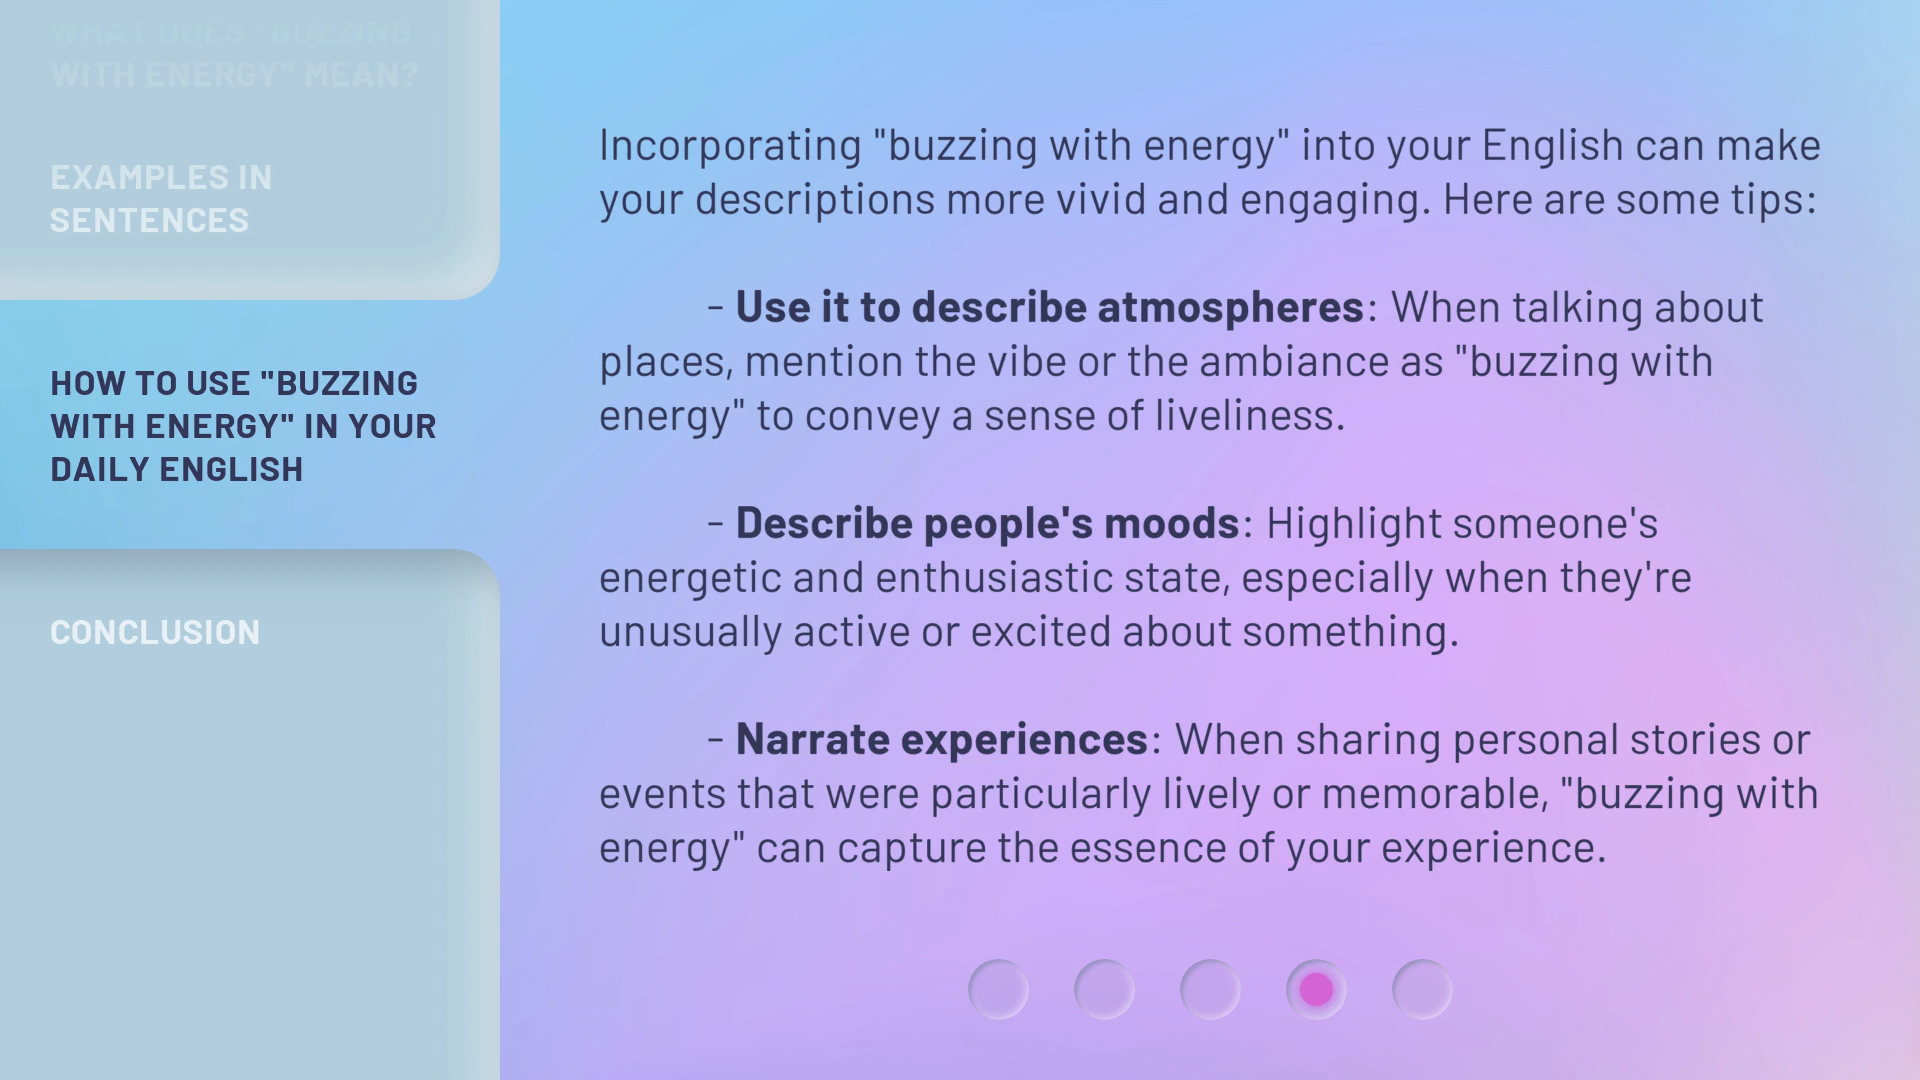 WHAT DOES "BUZZING
WITH ENERGY" MEAN?
EXAMPLES IN
SENTENCES
HOW TO USE "BUZZING
WITH ENERGY" IN YOUR
DAILY ENGLISH
CONCLUSION
Incorporating "buzzing with energy" into your English can make
your descriptions more vivid and engaging. Here are some tips:
- Use it to describe atmospheres: When talking about
places, mention the vibe or the ambiance as "buzzing with
energy" to convey a sense of liveliness.
- Describe people's moods: Highlight someone's
energetic and enthusiastic state, especially when they're
unusually active or excited about something.
- Narrate experiences: When sharing personal stories or
events that were particularly lively or memorable, "buzzing with
energy" can capture the essence of your experience.